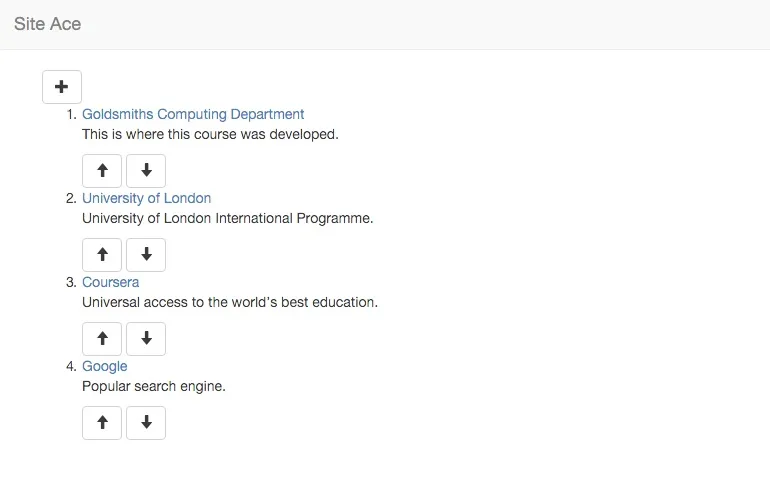 Site Ace
1. Goldsmiths Computing Department
This is where this course was developed.
2. University of London
University of London International Programme.
3. Coursera
Universal access to the world's best education.
4. Google
Popular search engine.